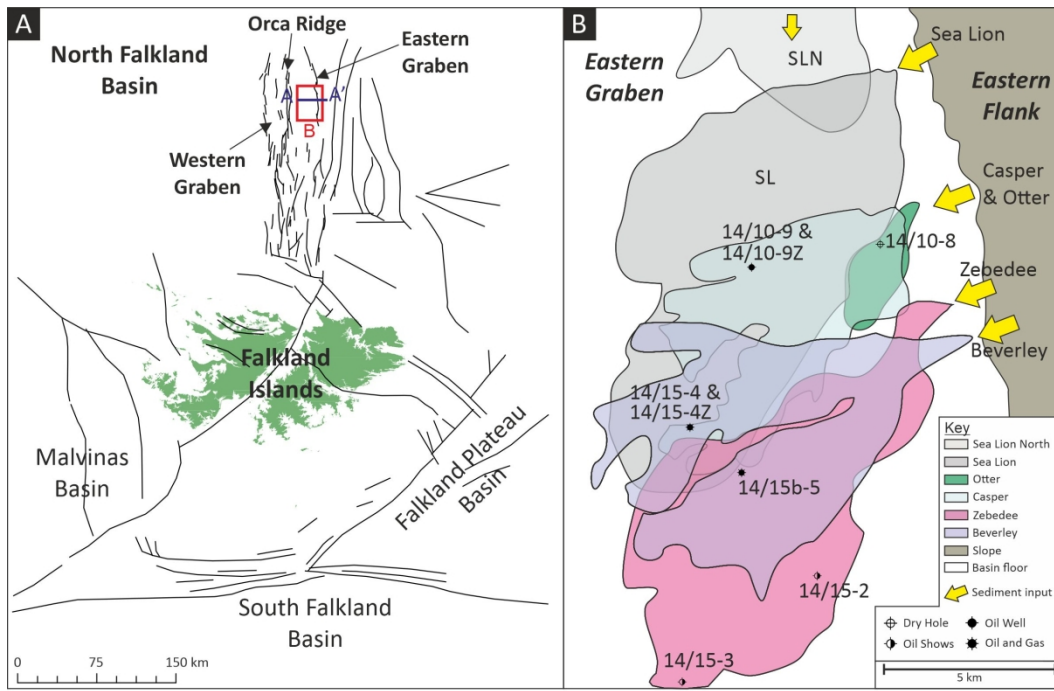 A
Orca Ridge
North Falkland
Basin
Eastern
Graben
A
A'
B
Western
Graben
Falkland
Islands
Malvinas
Basin
Falkland Plateau
Basin
South Falkland
Basin
0
75
150 km
B
SLN
Sea Lion
Eastern
Graben
Eastern
Flank
SL
Casper
& Otter
14/10-9 &
14/10-9Z
14/10-8
Zebedee
Beverley
14/15-4 &
14/15-4Z
14/15b-5
14/15-2
14/15-3
Key
Sea Lion North
Sea Lion
Otter
Casper
Zebedee
Beverley
Slope
Basin floor
Sediment input
Dry Hole
Oil Well
Oil Shows
Oil and Gas
5 km